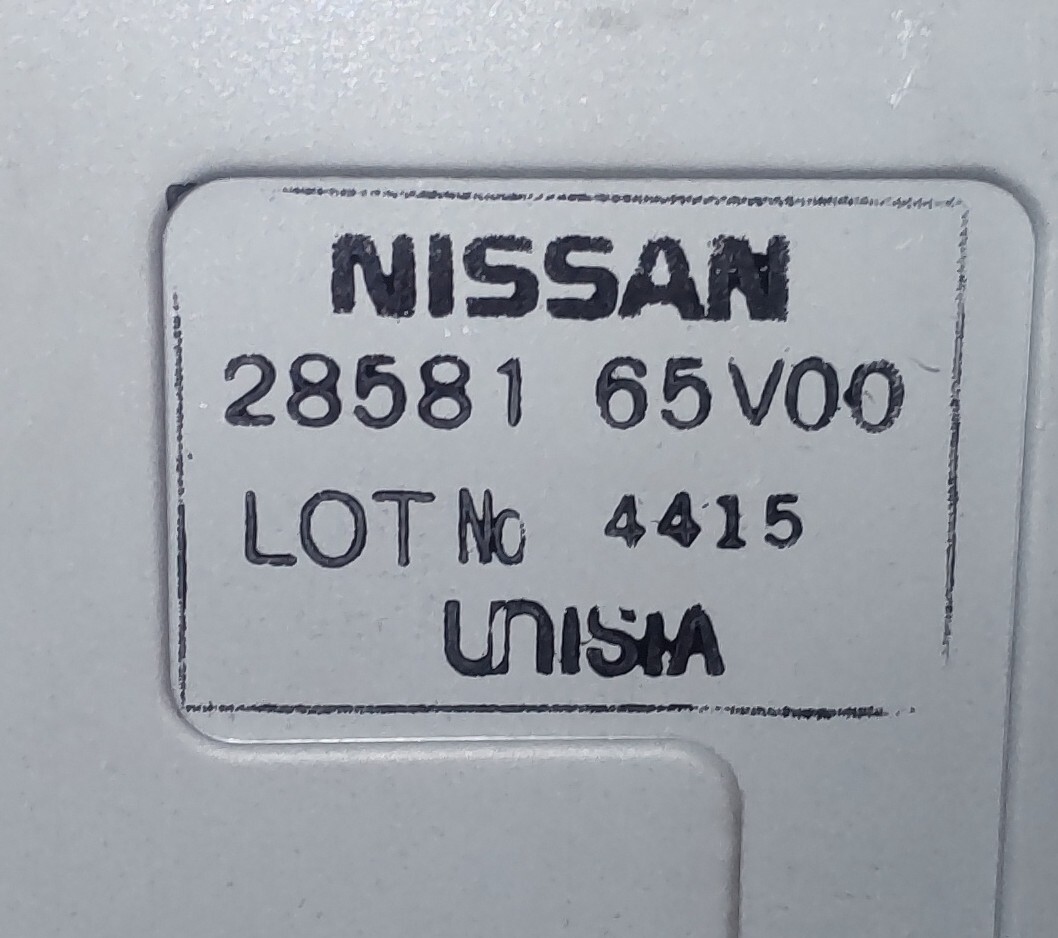 NISSAN
28581 65V00
LOT No 4415
UNISIA